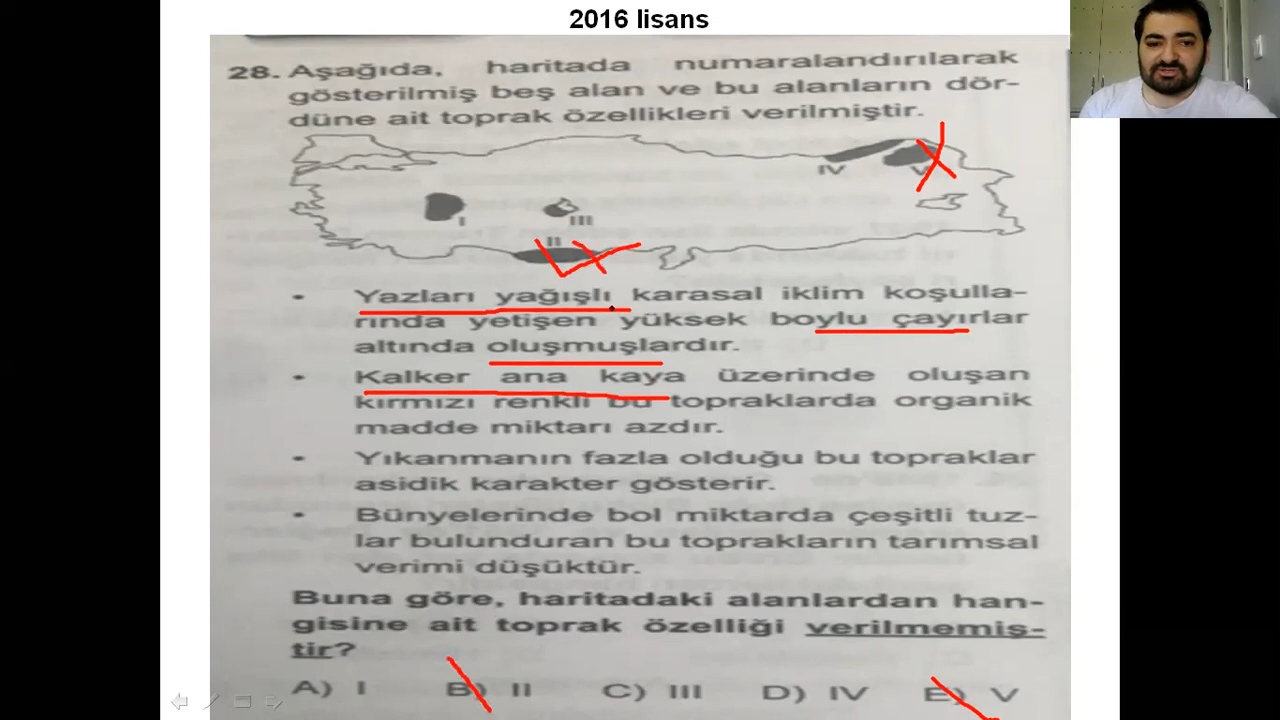 2016 lisans
28. Aşağıda, haritada numaralandırılarak
gösterilmiş beş alan ve bu alanların dör-
düne ait toprak özellikleri verilmiştir.
IV
V
I
III
II
• Yazları yağışlı karasal iklim koşulla-
rında yetişen yüksek boylu çayırlar
altında oluşmuşlardır.
• Kalker ana kaya üzerinde oluşan
kırmızı renkli bu topraklarda organik
madde miktarı azdır.
• Yıkanmanın fazla olduğu bu topraklar
asidik karakter gösterir.
• Bünyelerinde bol miktarda çeşitli tuz-
lar bulunduran bu toprakların tarımsal
verimi düşüktür.
Buna göre, haritadaki alanlardan han-
gisine ait toprak özelliği verilmemiş-
tir?
A) I B) II C) III D) IV E) V